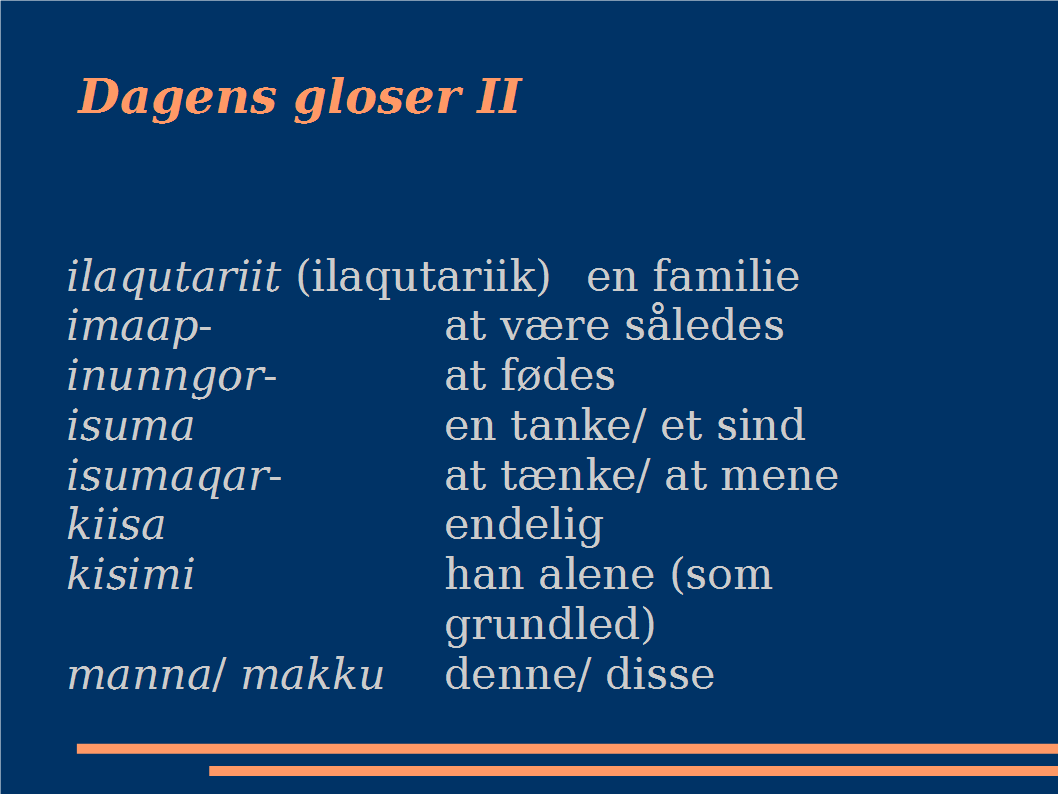 Dagens gloser II
ilaqutariit (ilaqutariik) en familie
imaap- at være således
inunngor- at fødes
isuma en tanke/ et sind
isumaqar- at tænke/ at mene
kiisa endelig
kisimi han alene (som
grundled)
manna/ makku denne/ disse